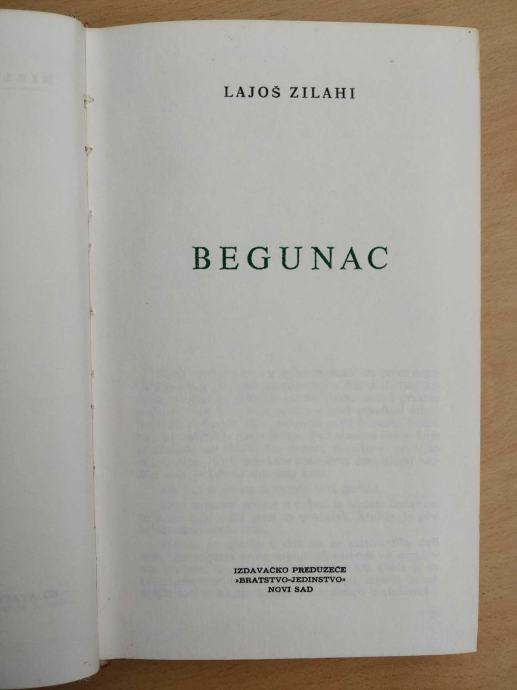 LAJOŠ ZILAHI
BEGUNAC
IZDAVAČKO PREDUZEĆE
»BRATSTVO-JEDINSTVO«
NOVI SAD